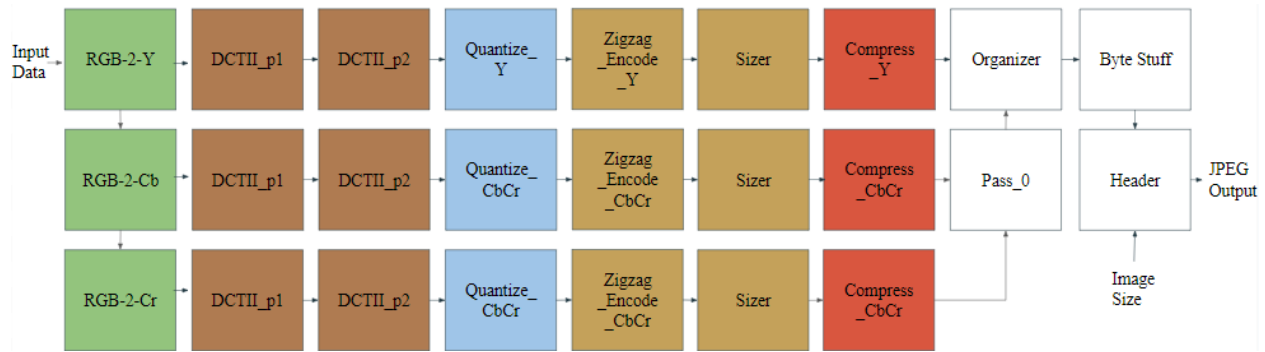 Input
Data
RGB-2-Y
DCTII_p1
DCTII_p2
Quantize_
Y
Zigzag
_Encode
_Y
Sizer
Compress
_Y
Organizer
Byte Stuff
RGB-2-Cb
DCTII_p1
DCTII_p2
Quantize_
CbCr
Zigzag
_Encode
_CbCr
Sizer
Compress
_CbCr
Pass_0
Header
JPEG
Output
RGB-2-Cr
DCTII_p1
DCTII_p2
Quantize_
CbCr
Zigzag
_Encode
_CbCr
Sizer
Compress
_CbCr
Image
Size